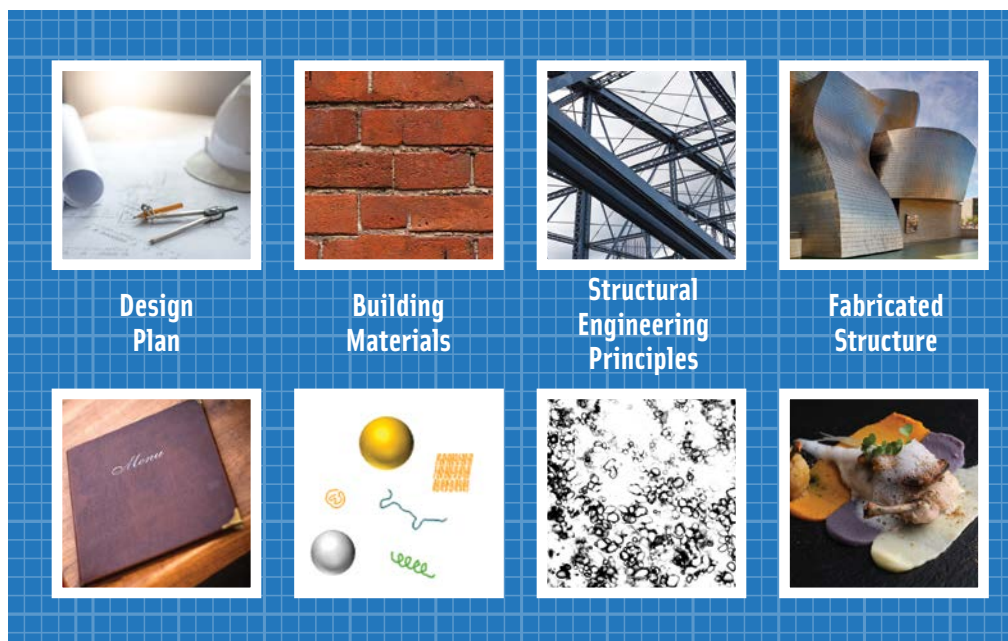 Design
Plan
Building
Materials
Structural
Engineering
Principles
Fabricated
Structure
Menu